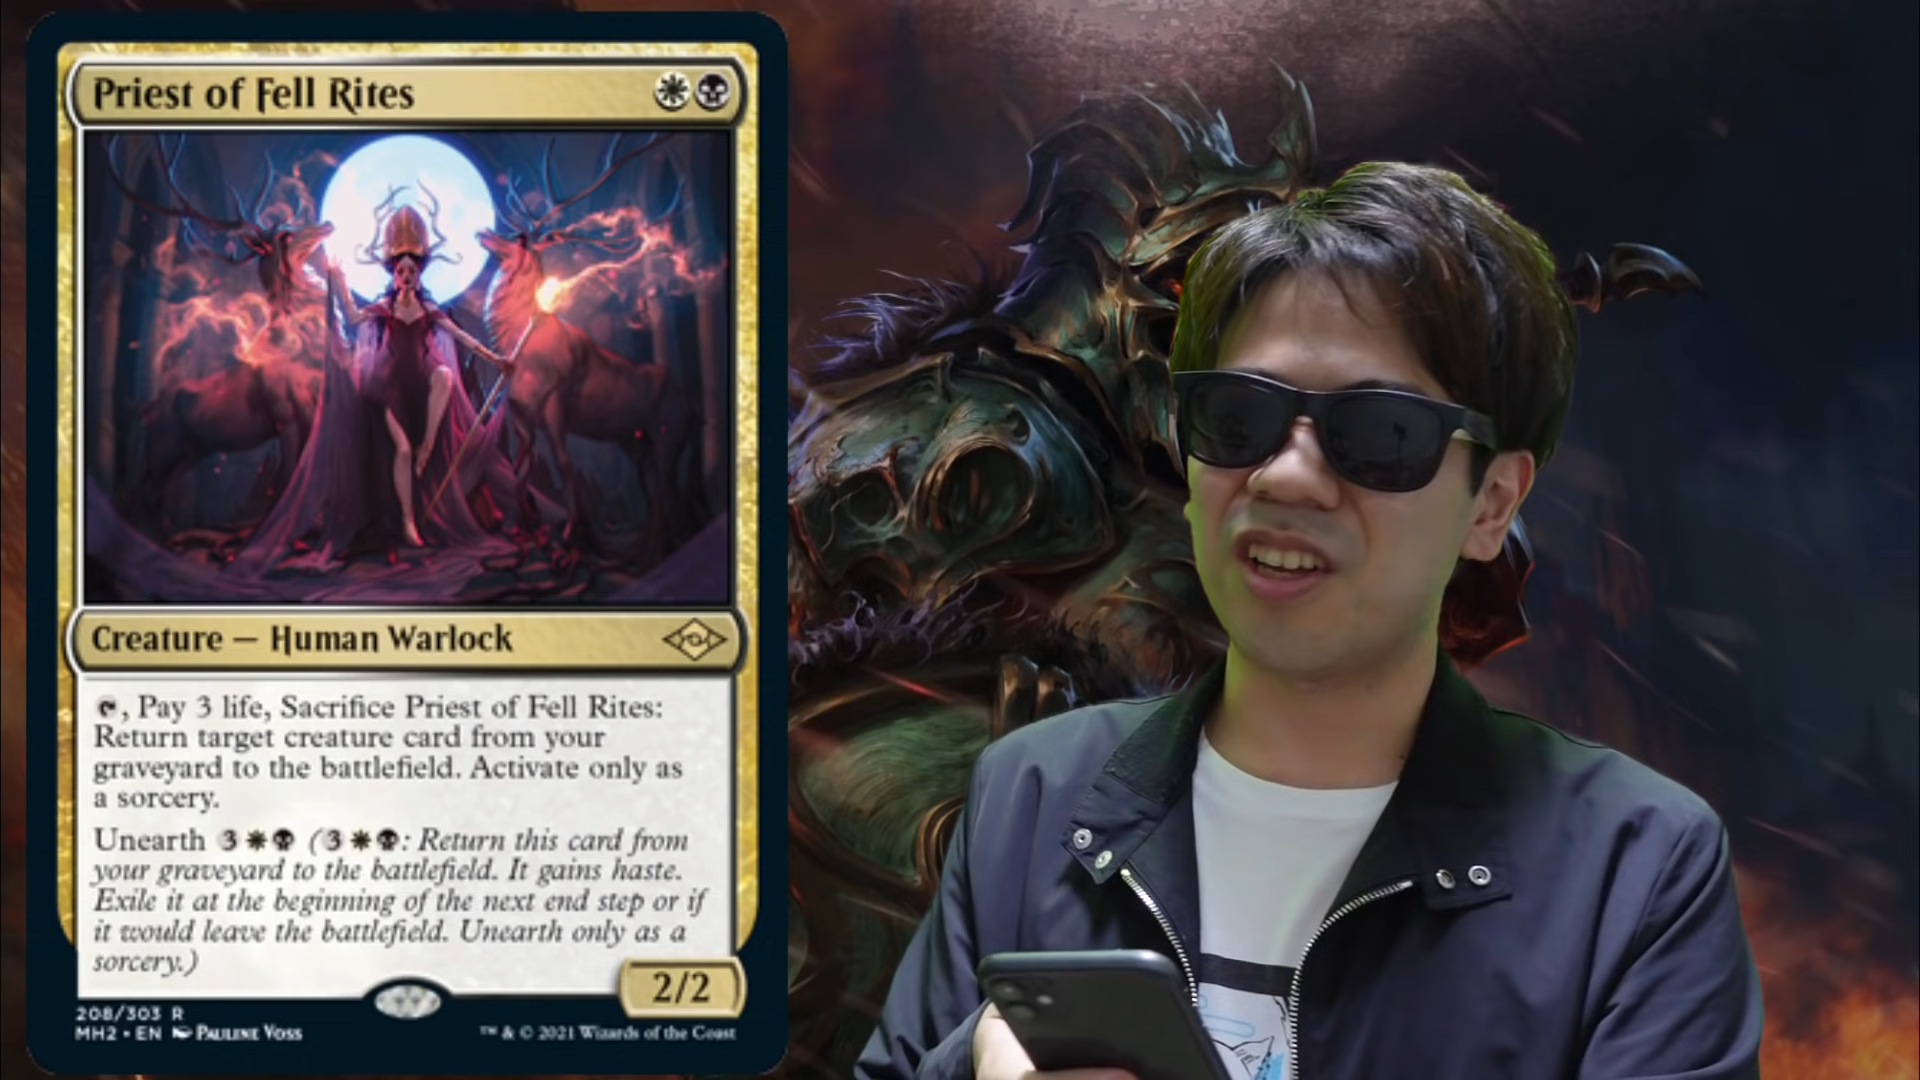 Priest of Fell Rites
Creature — Human Warlock
, Pay 3 life, Sacrifice Priest of Fell Rites:
Return target creature card from your
graveyard to the battlefield. Activate only as
a sorcery.
Unearth 3 (3: Return this card from
your graveyard to the battlefield. It gains haste.
Exile it at the beginning of the next end step or if
it would leave the battlefield. Unearth only as a
sorcery.)
2/2
208/303 R
MH2 • EN PAULINE VOSS
™ & © 2021 Wizards of the Coast